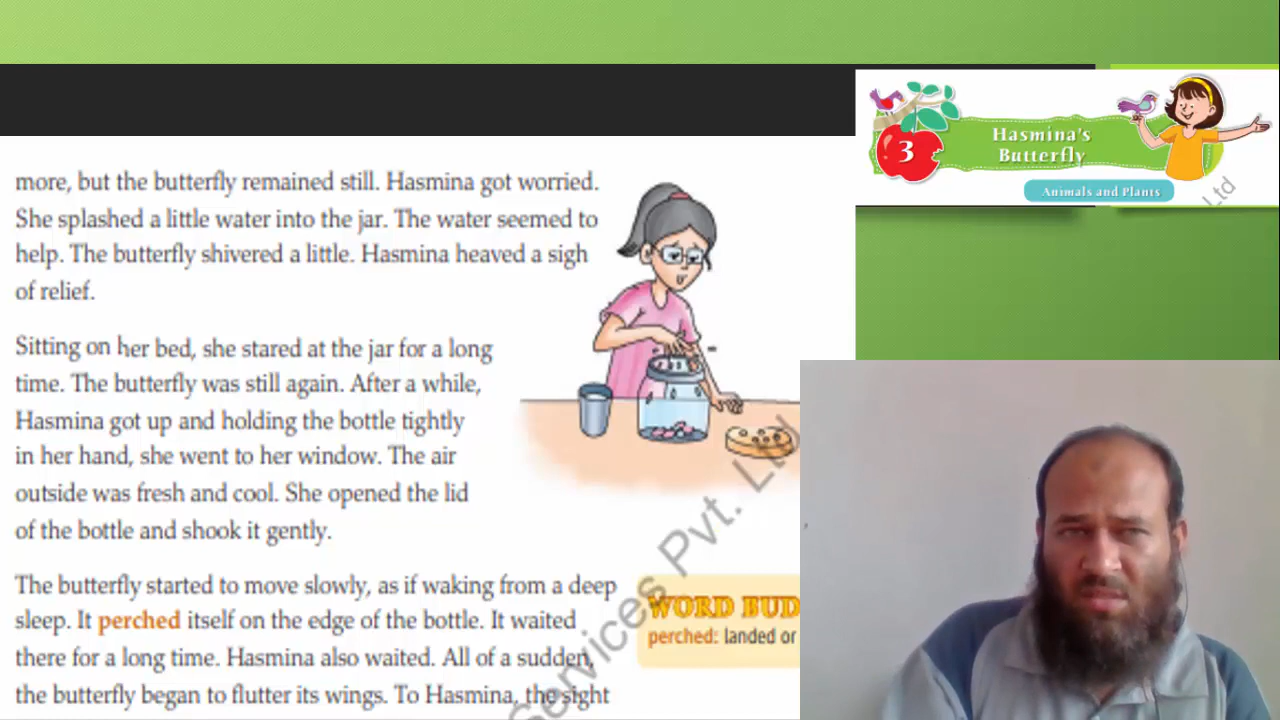 3
Hasmina's
Butterfly
Animals and Plants
more, but the butterfly remained still. Hasmina got worried.
She splashed a little water into the jar. The water seemed to
help. The butterfly shivered a little. Hasmina heaved a sigh
of relief.
Sitting on her bed, she stared at the jar for a long
time. The butterfly was still again. After a while,
Hasmina got up and holding the bottle tightly
in her hand, she went to her window. The air
outside was fresh and cool. She opened the lid
of the bottle and shook it gently.
The butterfly started to move slowly, as if waking from a deep
sleep. It perched itself on the edge of the bottle. It waited
there for a long time. Hasmina also waited. All of a sudden,
the butterfly began to flutter its wings. To Hasmina, the sight
WORD BUD
perched: landed or
Services Pvt. Ltd
Ltd